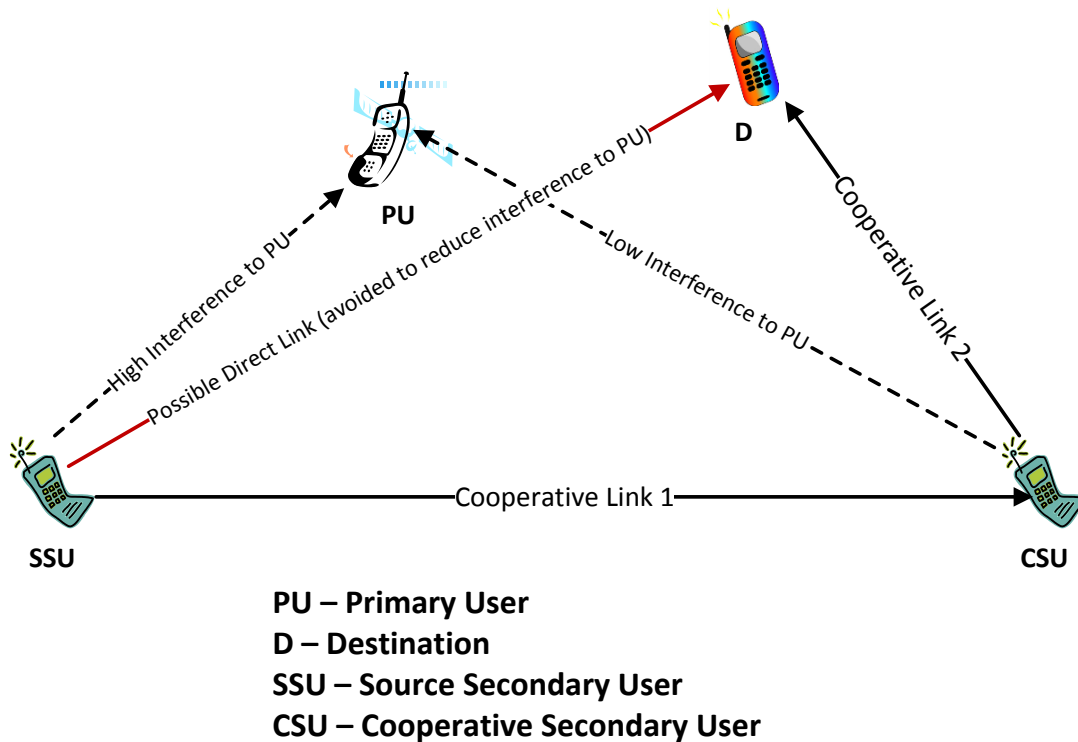 D
PU
High Interference to PU
Possible Direct Link (avoided to reduce interference to PU)
Low Interference to PU
Cooperative Link 2
Cooperative Link 1
SSU
CSU
PU – Primary User
D – Destination
SSU – Source Secondary User
CSU – Cooperative Secondary User